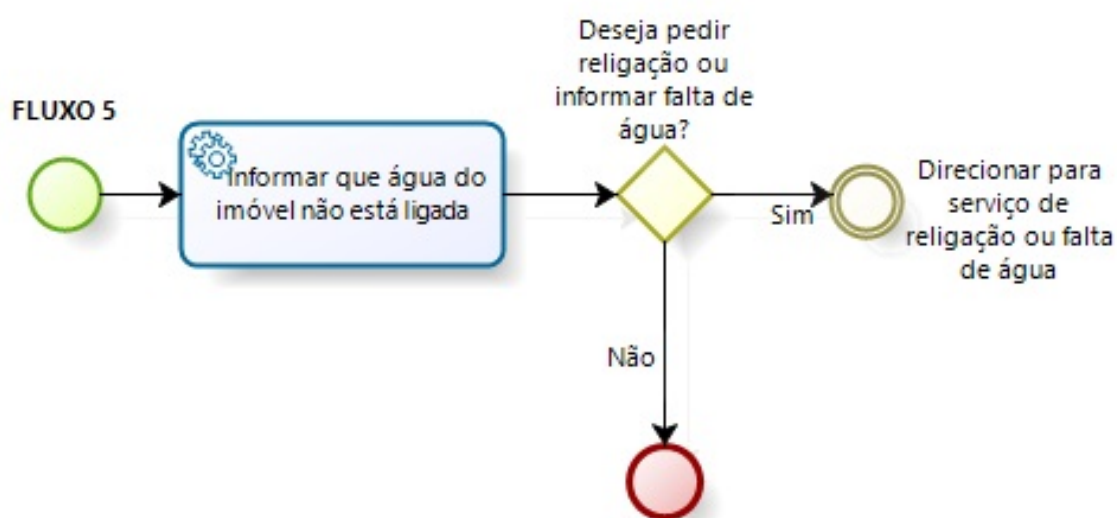 Deseja pedir
religação ou
informar falta de
água?
FLUXO 5
Informar que água do
imóvel não está ligada
Sim
Direcionar para
serviço de
religação ou falta
de água
Não